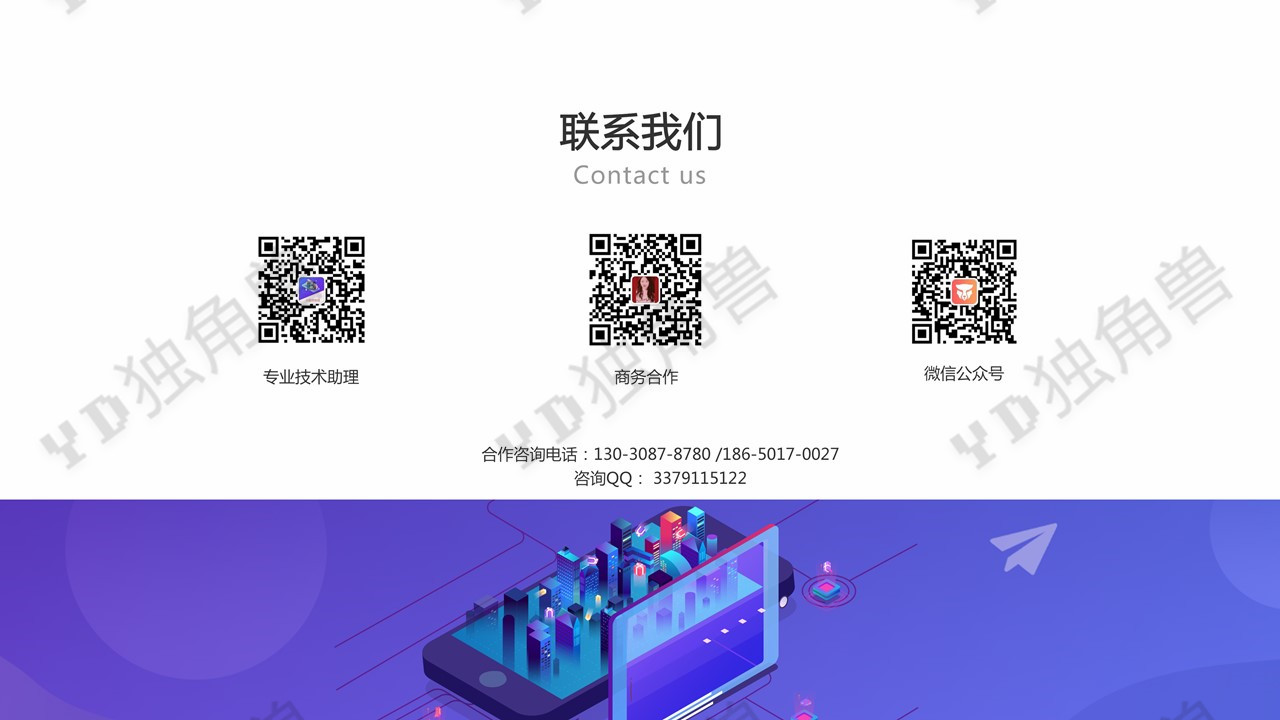 联系我们
Contact us
专业技术助理
商务合作
微信公众号
合作咨询电话：130-3087-8780 /186-5017-0027
咨询QQ： 3379115122
YD独角兽
YD独角兽
YD独角兽